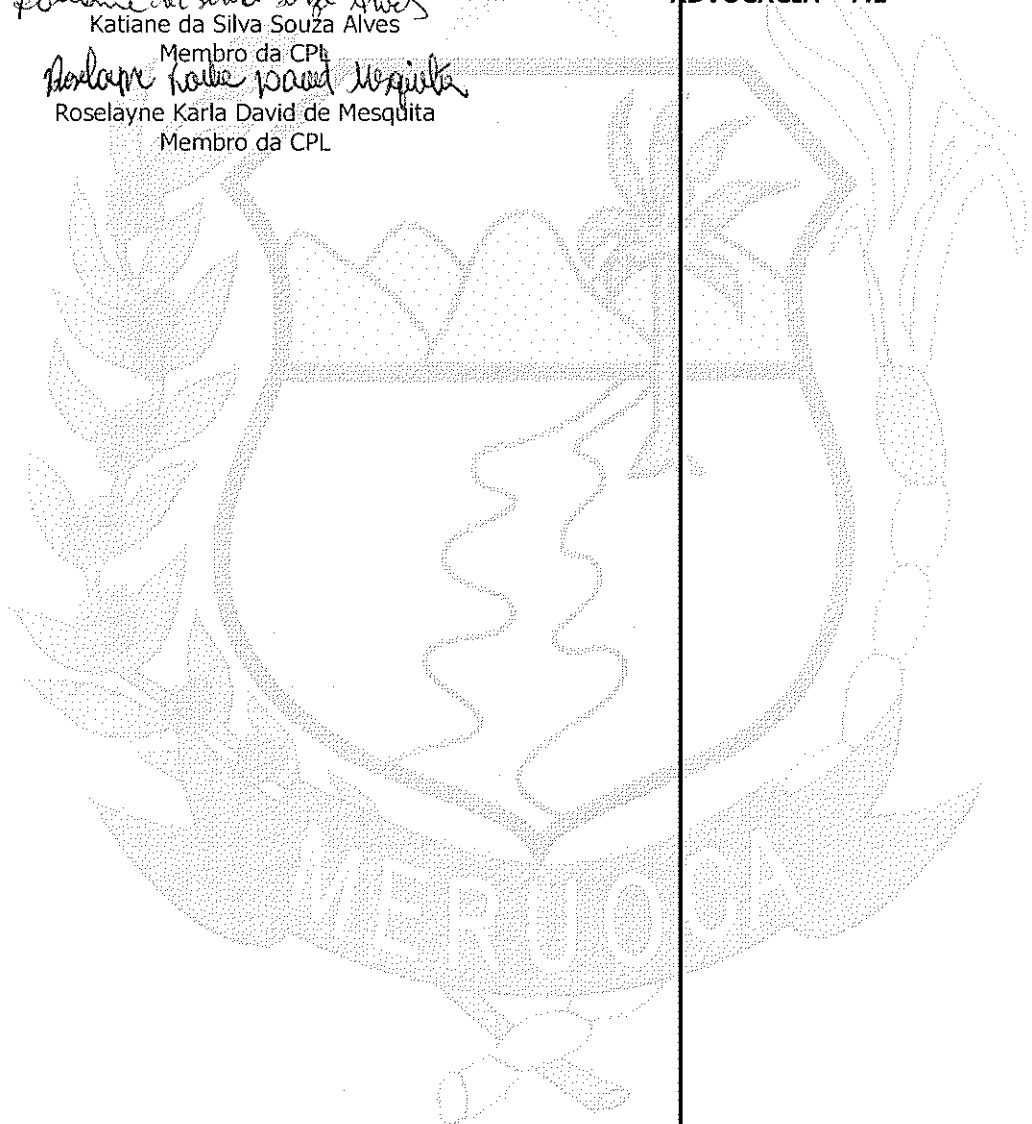 Katiane da Silva Souza Alves
Membro da CPL
Roselayne Karla David de Mesquita
Membro da CPL
MERUOCA